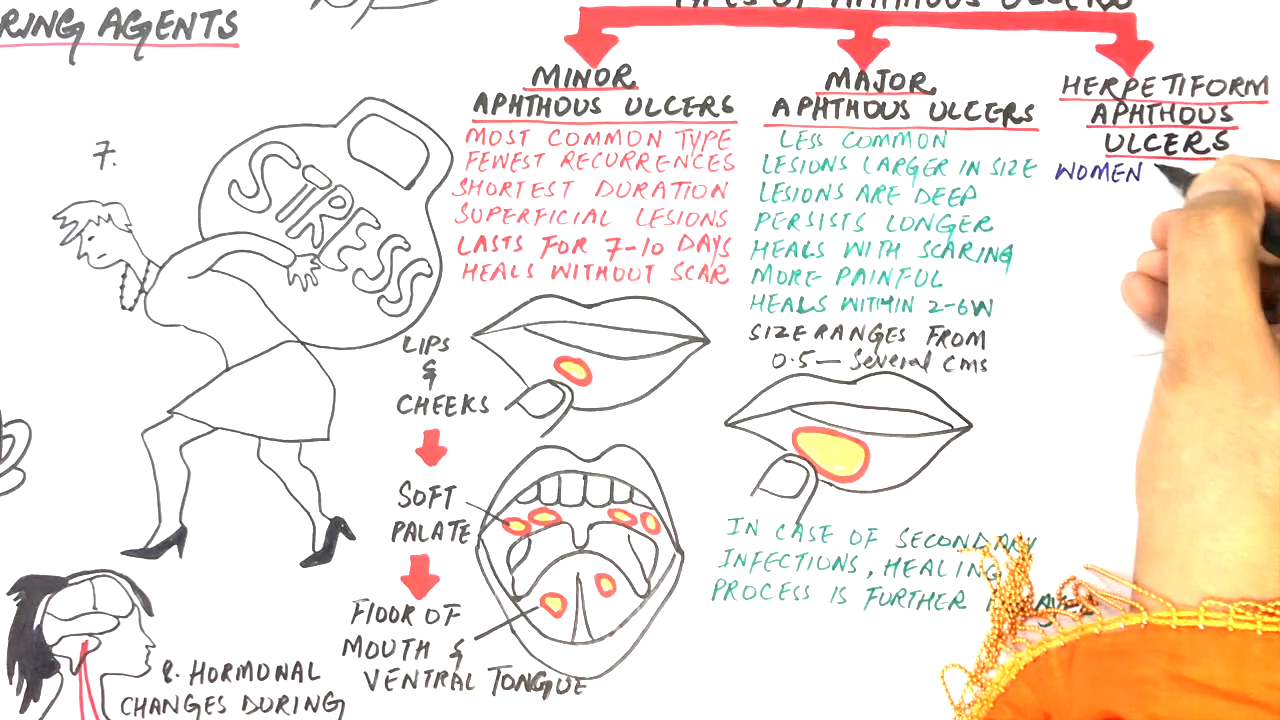 RING AGENTS
TYPES OF APHTHOUS ULCERS
7.
STRESS
MINOR
APHTHOUS ULCERS
MOST COMMON TYPE
FEWEST RECURRENCES
SHORTEST DURATION
SUPERFICIAL LESIONS
LASTS FOR 7-10 DAYS
HEALS WITHOUT SCAR
LIPS
&
CHEEKS
SOFT
PALATE
FLOOR OF
MOUTH &
VENTRAL TONGUE
MAJOR
APHTHOUS ULCERS
LESS COMMON
LESIONS LARGER IN SIZE
LESIONS ARE DEEP
PERSISTS LONGER
HEALS WITH SCARING
MORE PAINFUL
HEALS WITHIN 2-6W
SIZE RANGES FROM
0.5 — Several cms
IN CASE OF SECONDARY
INFECTIONS, HEALING
PROCESS IS FURTHER
HERPETIFORM
APHTHOUS
ULCERS
WOMEN
8. HORMONAL
CHANGES DURING